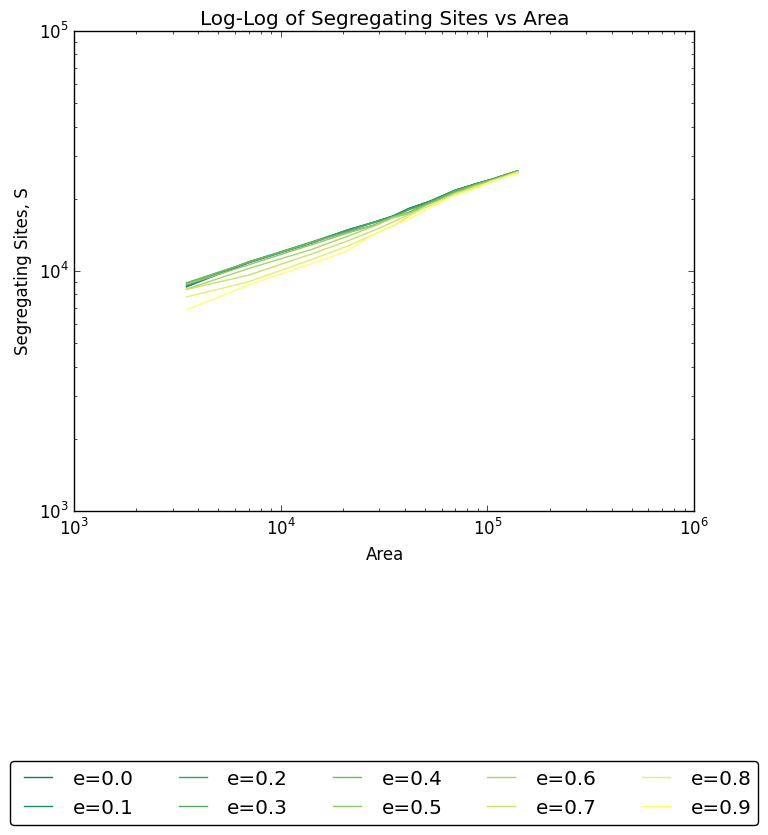 Log-Log of Segregating Sites vs Area
10^5
10^4
10^3
Segregating Sites, S
10^3 10^4 10^5 10^6
Area
e=0.0 e=0.2 e=0.4 e=0.6 e=0.8
e=0.1 e=0.3 e=0.5 e=0.7 e=0.9